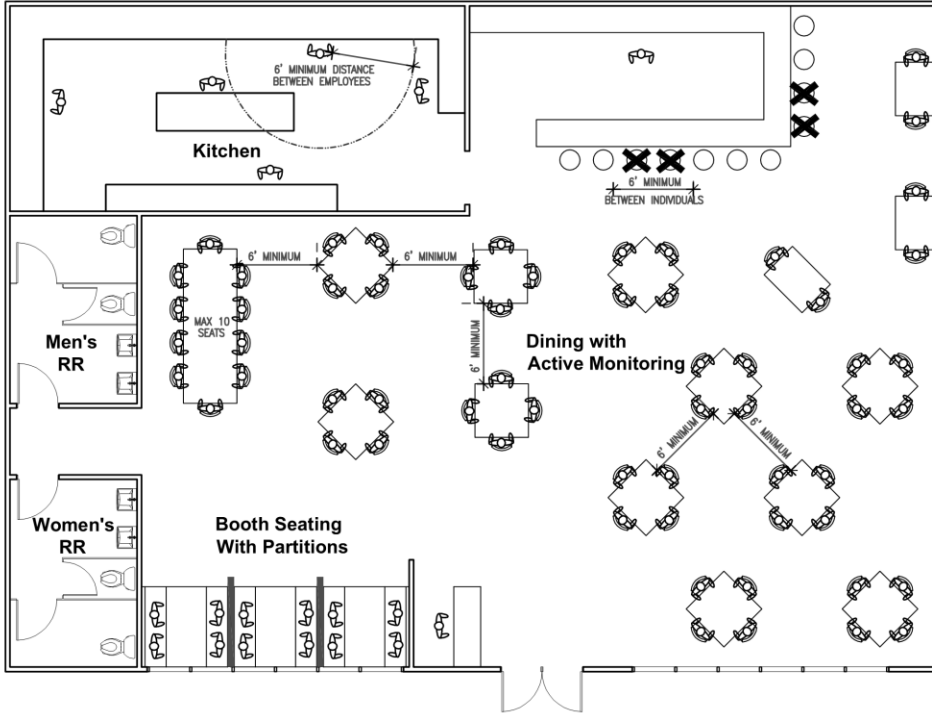 6' MINIMUM DISTANCE
BETWEEN EMPLOYEES
Kitchen
6' MINIMUM
BETWEEN INDIVIDUALS
6' MINIMUM
6' MINIMUM
MAX 10
SEATS
6' MINIMUM
Men's
RR
Dining with
Active Monitoring
6' MINIMUM
6' MINIMUM
Women's
RR
Booth Seating
With Partitions